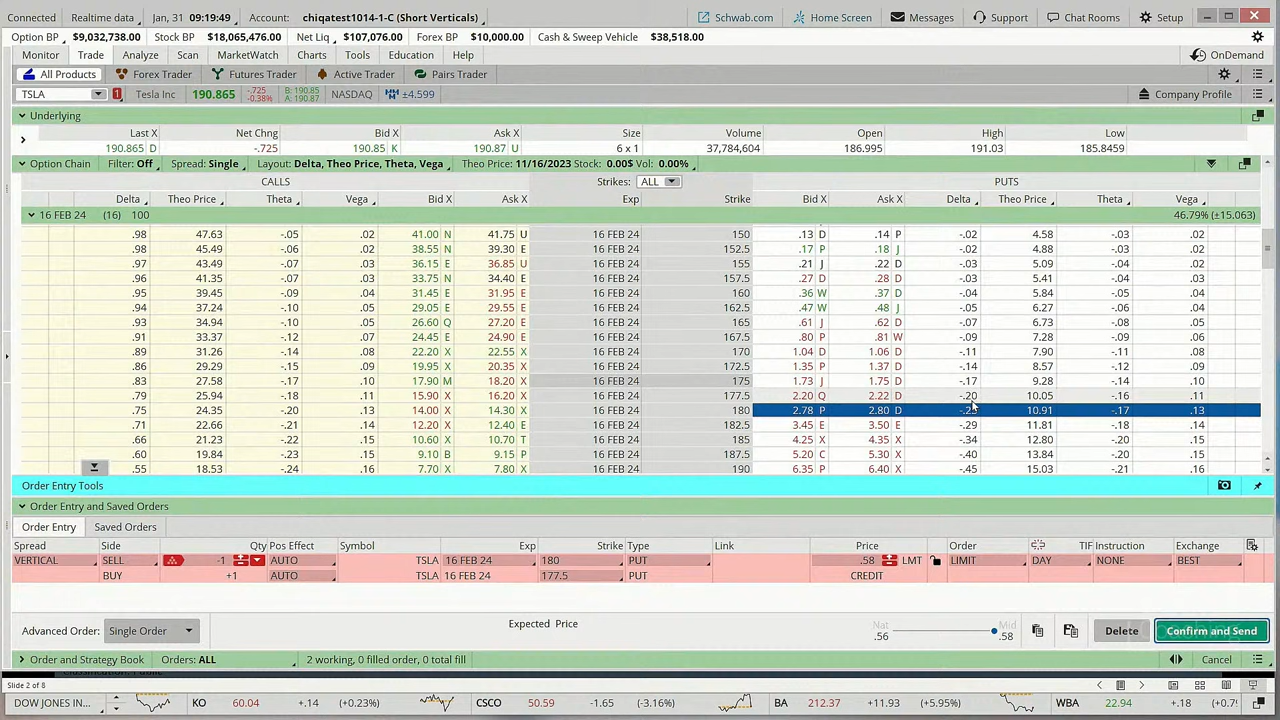 Connected Realtime data Jan, 31 09:19:49 Account: chiqatest1014-1-C (Short Verticals) Schwab.com Home Screen Messages Support Chat Rooms Setup
Option BP $9,032,738.00 Stock BP $18,065,476.00 Net Liq $107,076.00 Forex BP $10,000.00 Cash & Sweep Vehicle $38,518.00
Monitor Trade Analyze Scan MarketWatch Charts Tools Education Help OnDemand
All Products Forex Trader Futures Trader Active Trader Pairs Trader
TSLA 1 Tesla Inc 190.865 -.725 -0.38% B: 190.85 A: 190.87 NASDAQ ±4.599 Company Profile
Underlying
Last X Net Chng Bid X Ask X Size Volume Open High Low
190.865 D -.725 190.85 K 190.87 U 6 x 1 37,784,604 186.995 191.03 185.8459
Option Chain Filter: Off Spread: Single Layout: Delta, Theo Price, Theta, Vega Theo Price: 11/16/2023 Stock: 0.00$ Vol: 0.00%
CALLS Strikes: ALL PUTS
Delta Theo Price Theta Vega Bid X Ask X Exp Strike Bid X Ask X Delta Theo Price Theta Vega
16 FEB 24 (16) 100 46.79% (±15.063)
.98 47.63 -.05 .02 41.00 N 41.75 U 16 FEB 24 150 .13 D .14 P -.02 4.58 -.03 .02
.98 45.49 -.06 .02 38.55 N 39.30 E 16 FEB 24 152.5 .17 P .18 J -.02 4.88 -.03 .02
.97 43.49 -.06 .03 36.15 E 36.85 U 16 FEB 24 155 .21 J .22 D -.03 5.09 -.04 .03
.96 41.35 -.07 .03 33.75 N 34.40 E 16 FEB 24 157.5 .27 D .28 D -.03 5.41 -.04 .03
.95 39.45 -.09 .04 31.45 E 31.95 E 16 FEB 24 160 .36 W .37 D -.04 5.84 -.05 .04
.94 37.24 -.10 .04 29.05 E 29.55 E 16 FEB 24 162.5 .47 W .48 J -.05 6.27 -.06 .04
.93 34.94 -.10 .05 26.60 Q 27.20 E 16 FEB 24 165 .61 J .62 D -.07 6.73 -.08 .05
.91 33.37 -.12 .07 24.45 E 24.90 E 16 FEB 24 167.5 .80 P .81 W -.09 7.28 -.09 .06
.89 31.26 -.14 .08 22.20 X 22.55 X 16 FEB 24 170 1.04 D 1.06 D -.11 7.90 -.11 .08
.86 29.29 -.15 .09 19.95 X 20.35 X 16 FEB 24 172.5 1.35 P 1.37 D -.14 8.57 -.12 .09
.83 27.58 -.17 .10 17.90 M 18.20 X 16 FEB 24 175 1.73 J 1.75 D -.17 9.28 -.14 .10
.79 25.94 -.18 .11 15.90 X 16.20 X 16 FEB 24 177.5 2.20 Q 2.22 D -.20 10.05 -.16 .11
.75 24.35 -.20 .13 14.00 X 14.30 X 16 FEB 24 180 2.78 P 2.80 D 10.91 -.17 .13
.71 22.66 -.21 .14 12.20 X 12.40 E 16 FEB 24 182.5 3.45 E 3.50 E -.29 11.81 -.18 .14
.66 21.23 -.22 .15 10.60 X 10.70 T 16 FEB 24 185 4.25 X 4.35 X -.34 12.80 -.20 .15
.60 19.84 -.23 .15 9.10 B 9.15 P 16 FEB 24 187.5 5.20 C 5.30 X -.40 13.84 -.20 .15
.55 18.53 -.24 .16 7.70 X 7.80 X 16 FEB 24 190 6.35 P 6.40 X -.45 15.03 -.21 .16
Order Entry Tools
Order Entry and Saved Orders
Order Entry Saved Orders
Spread Side Qty Pos Effect Symbol Exp Strike Type Link Price Order TIF Instruction Exchange
VERTICAL SELL -1 AUTO TSLA 16 FEB 24 180 PUT .58 LMT LIMIT DAY NONE BEST
BUY +1 AUTO TSLA 16 FEB 24 177.5 PUT CREDIT
Advanced Order: Single Order Expected Price Nat .56 Mid .58 Delete Confirm and Send
Order and Strategy Book Orders: ALL 2 working, 0 filled order, 0 total fill Cancel
Slide 2 of 8
DOW JONES IN... KO 60.04 +.14 (+0.23%) CSCO -1.65 (-3.16%) BA 212.37 +11.93 (+5.95%) WBA 22.94 +.18